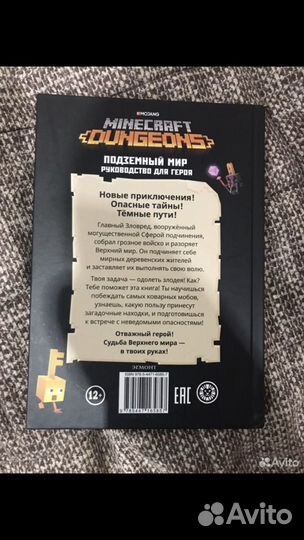 MOJANG
MINECRAFT
DUNGEONS
ПОДЗЕМНЫЙ МИР
РУКОВОДСТВО ДЛЯ ГЕРОЯ
Новые приключения!
Опасные тайны!
Тёмные пути!
Главный Зловред, вооружённый
могущественной Сферой подчинения,
собрал грозное войско и разоряет
Верхний мир. Он подчиняет себе
мирных деревенских жителей
и заставляет их выполнять свою волю.
Твоя задача — одолеть злодея! Как?
Тебе поможет эта книга! Ты научишься
побеждать самых коварных мобов,
узнаешь, какую пользу принесут
загадочные находки, и подготовишься
к встрече с неведомыми опасностями!
Отважный герой!
Судьба Верхнего мира —
в твоих руках!
ЭГМОНТ
12+
EAC
Avito
Avito